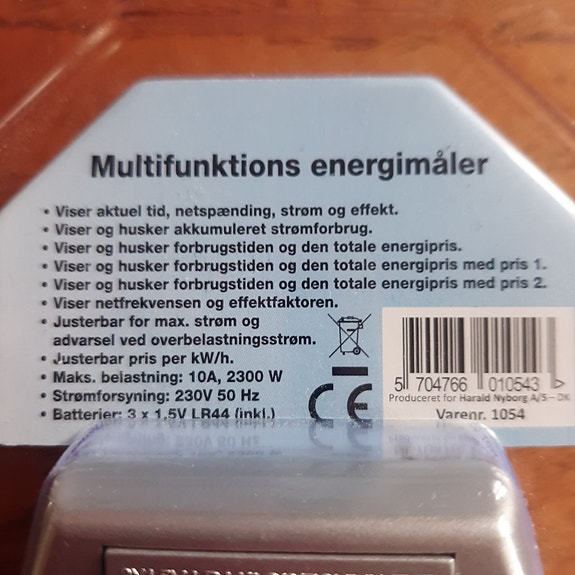 Multifunktions energimåler
• Viser aktuel tid, netspænding, strøm og effekt.
• Viser og husker akkumuleret strømforbrug.
• Viser og husker forbrugstiden og den totale energipris.
• Viser og husker forbrugstiden og den totale energipris med pris 1.
• Viser og husker forbrugstiden og den totale energipris med pris 2.
• Viser netfrekvensen og effektfaktoren.
• Justerbar for max. strøm og
advarsel ved overbelastningsstrøm.
• Justerbar pris per kW/h.
• Maks. belastning: 10A, 2300 W
• Strømforsyning: 230V 50 Hz
• Batterier: 3 x 1,5V LR44 (inkl.)
CE
5 704766 010543 >
Produceret for Harald Nyborg A/S - DK
Varenr. 1054